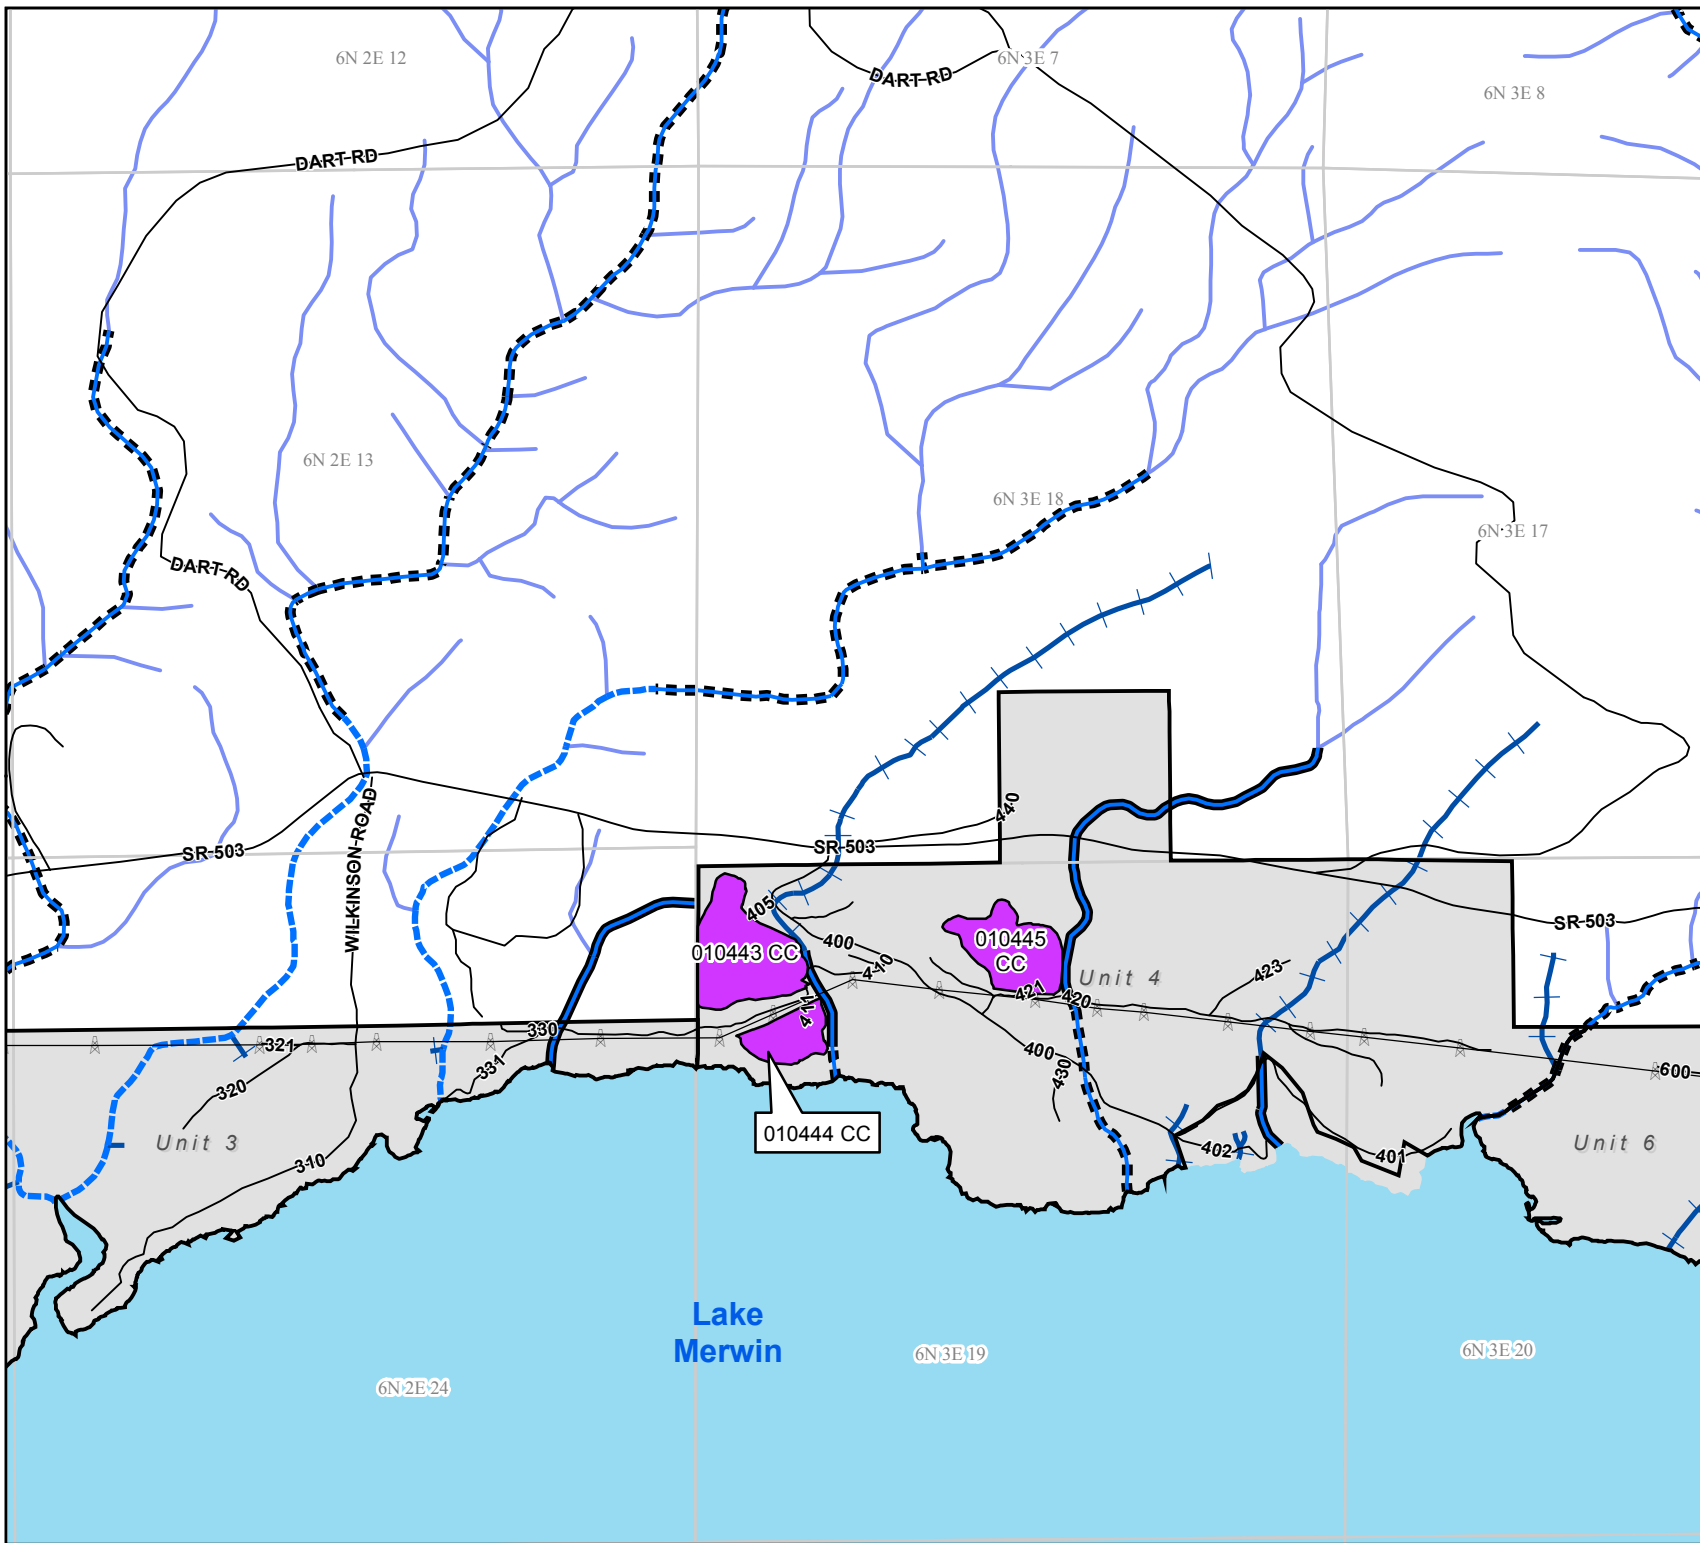 6N 2E 12
6N 3E 7
DART RD
6N 3E 8
DART RD
6N 2E 13
6N 3E 18
6N 3E 17
DART RD
WILKINSON ROAD
440
SR 503
SR 503
SR 503
405
400
410
010443 CC
010445
CC
Unit 4
423
421
420
414
330
321
331
320
400
430
600
010444 CC
Unit 3
310
402
401
Unit 6
Lake
Merwin
6N 3E 19
6N 3E 20
6N 2E 24